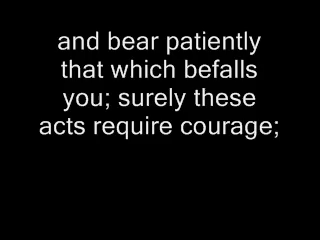 and bear patiently
that which befalls
you; surely these
acts require courage;